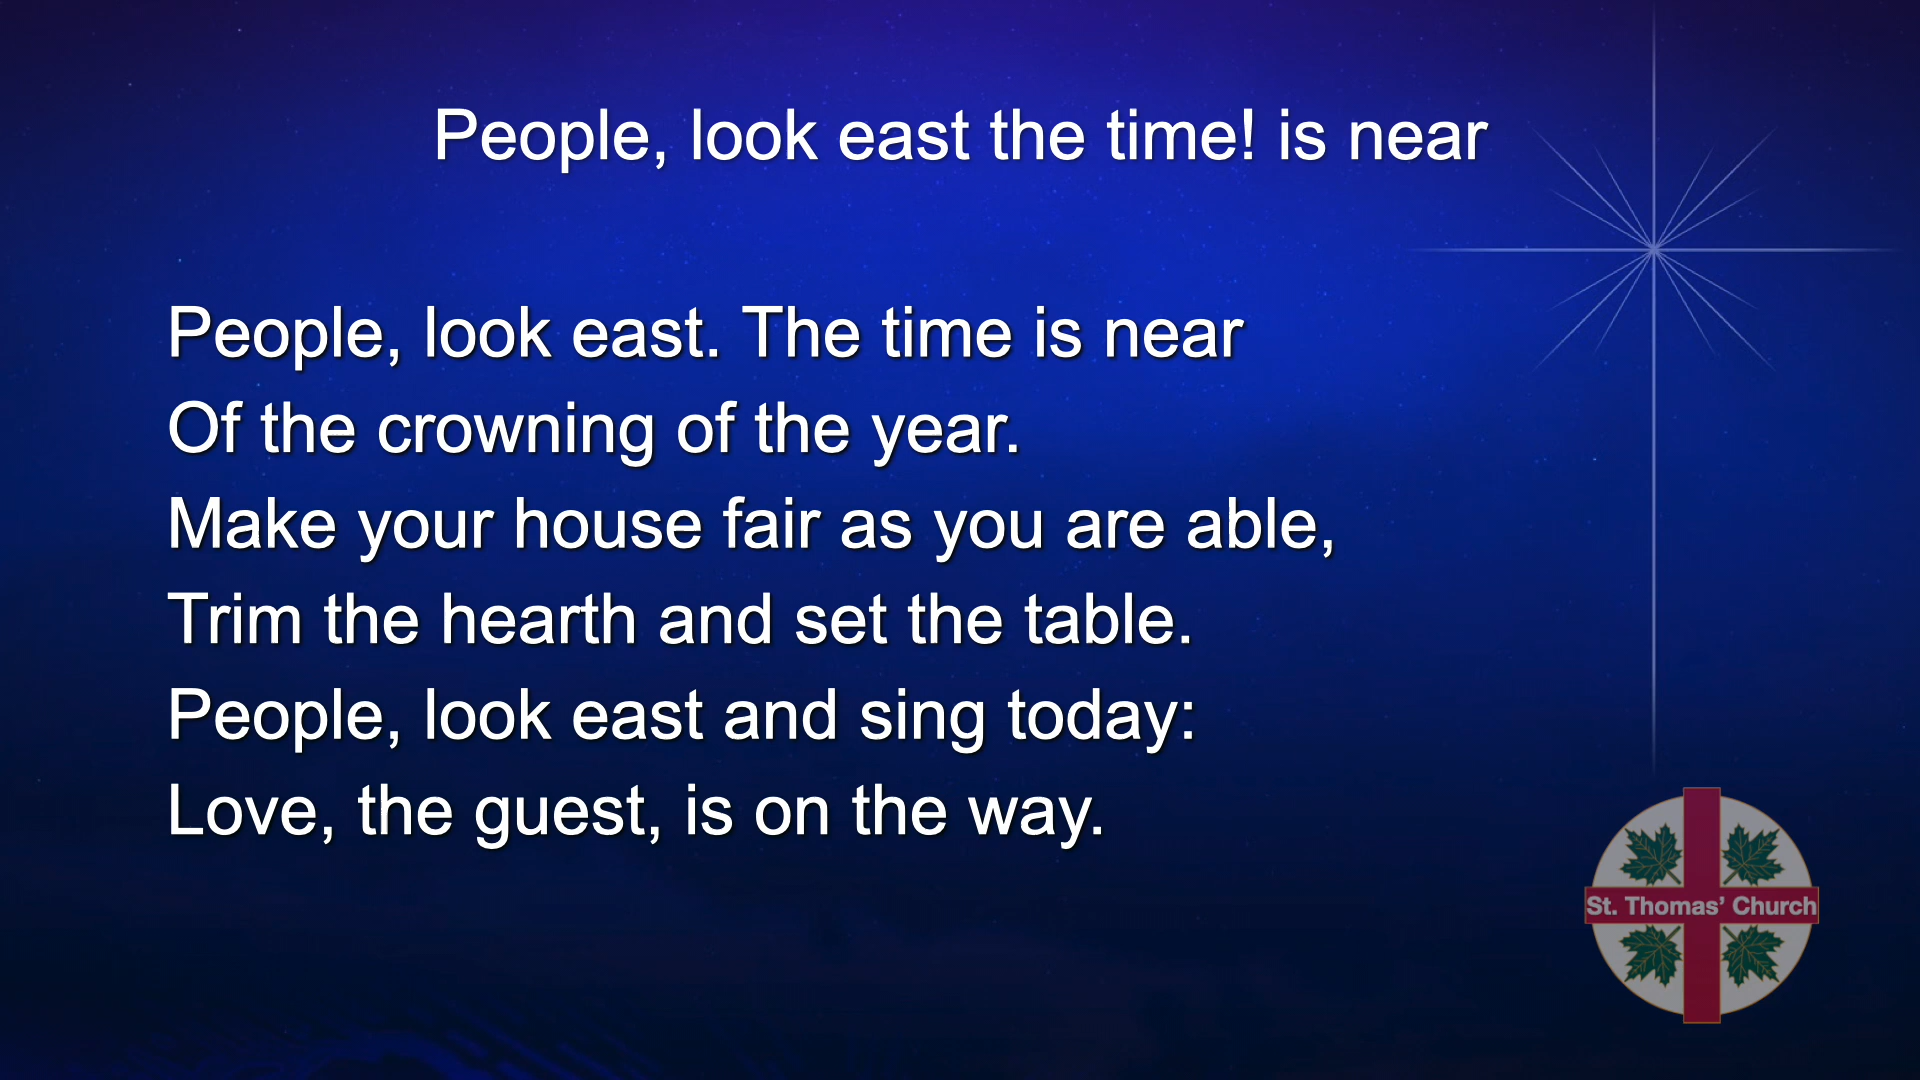 People, look east the time! is near
People, look east. The time is near
Of the crowning of the year.
Make your house fair as you are able,
Trim the hearth and set the table.
People, look east and sing today:
Love, the guest, is on the way.
St. Thomas’ Church